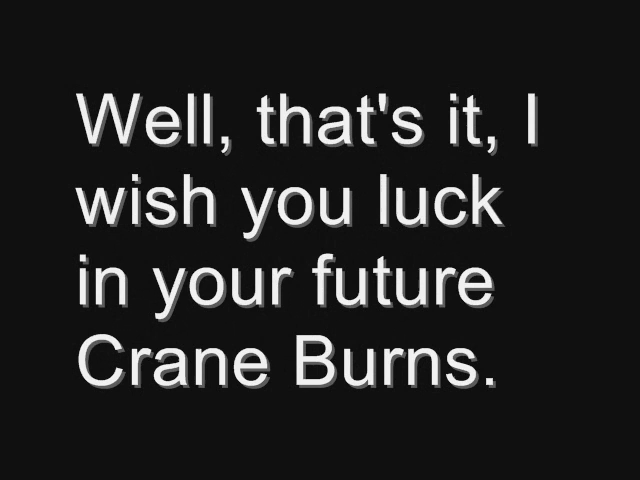 Well, that's it, I
wish you luck
in your future
Crane Burns.